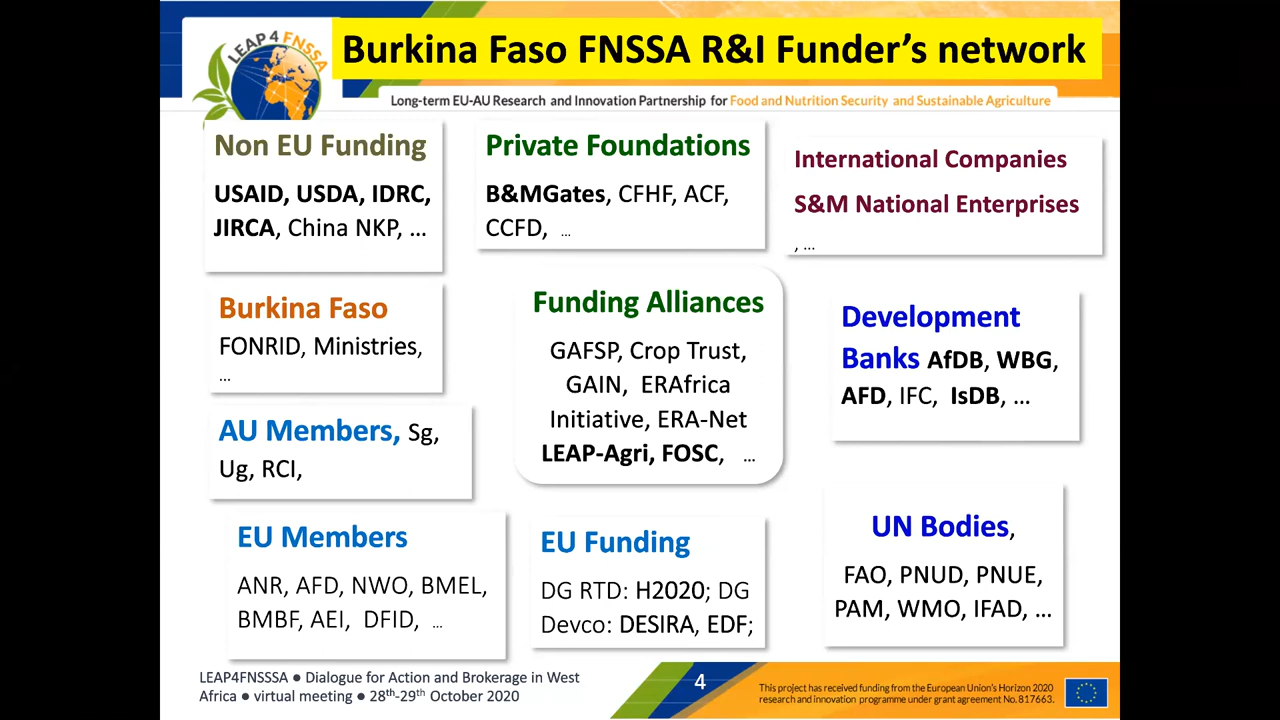 LEAP4FNSSA
Burkina Faso FNSSA R&I Funder's network
Long-term EU-AU Research and Innovation Partnership for Food and Nutrition Security and Sustainable Agriculture
Non EU Funding
USAID, USDA, IDRC,
JIRCA, China NKP, ...
Private Foundations
B&MGates, CFHF, ACF,
CCFD, ...
International Companies
S&M National Enterprises
, ...
Burkina Faso
FONRID, Ministries,
...
Funding Alliances
GAFSP, Crop Trust,
GAIN, ERAfrica
Initiative, ERA-Net
LEAP-Agri, FOSC, ...
Development
Banks AfDB, WBG,
AFD, IFC, IsDB, ...
AU Members, Sg,
Ug, RCI,
EU Members
ANR, AFD, NWO, BMEL,
BMBF, AEI, DFID, ...
EU Funding
DG RTD: H2020; DG
Devco: DESIRA, EDF;
UN Bodies,
FAO, PNUD, PNUE,
PAM, WMO, IFAD, ...
LEAP4FNSSSA ● Dialogue for Action and Brokerage in West
Africa ● virtual meeting ● 28th-29th October 2020
4
This project has received funding from the European Union's Horizon 2020
research and innovation programme under grant agreement No. 817663.